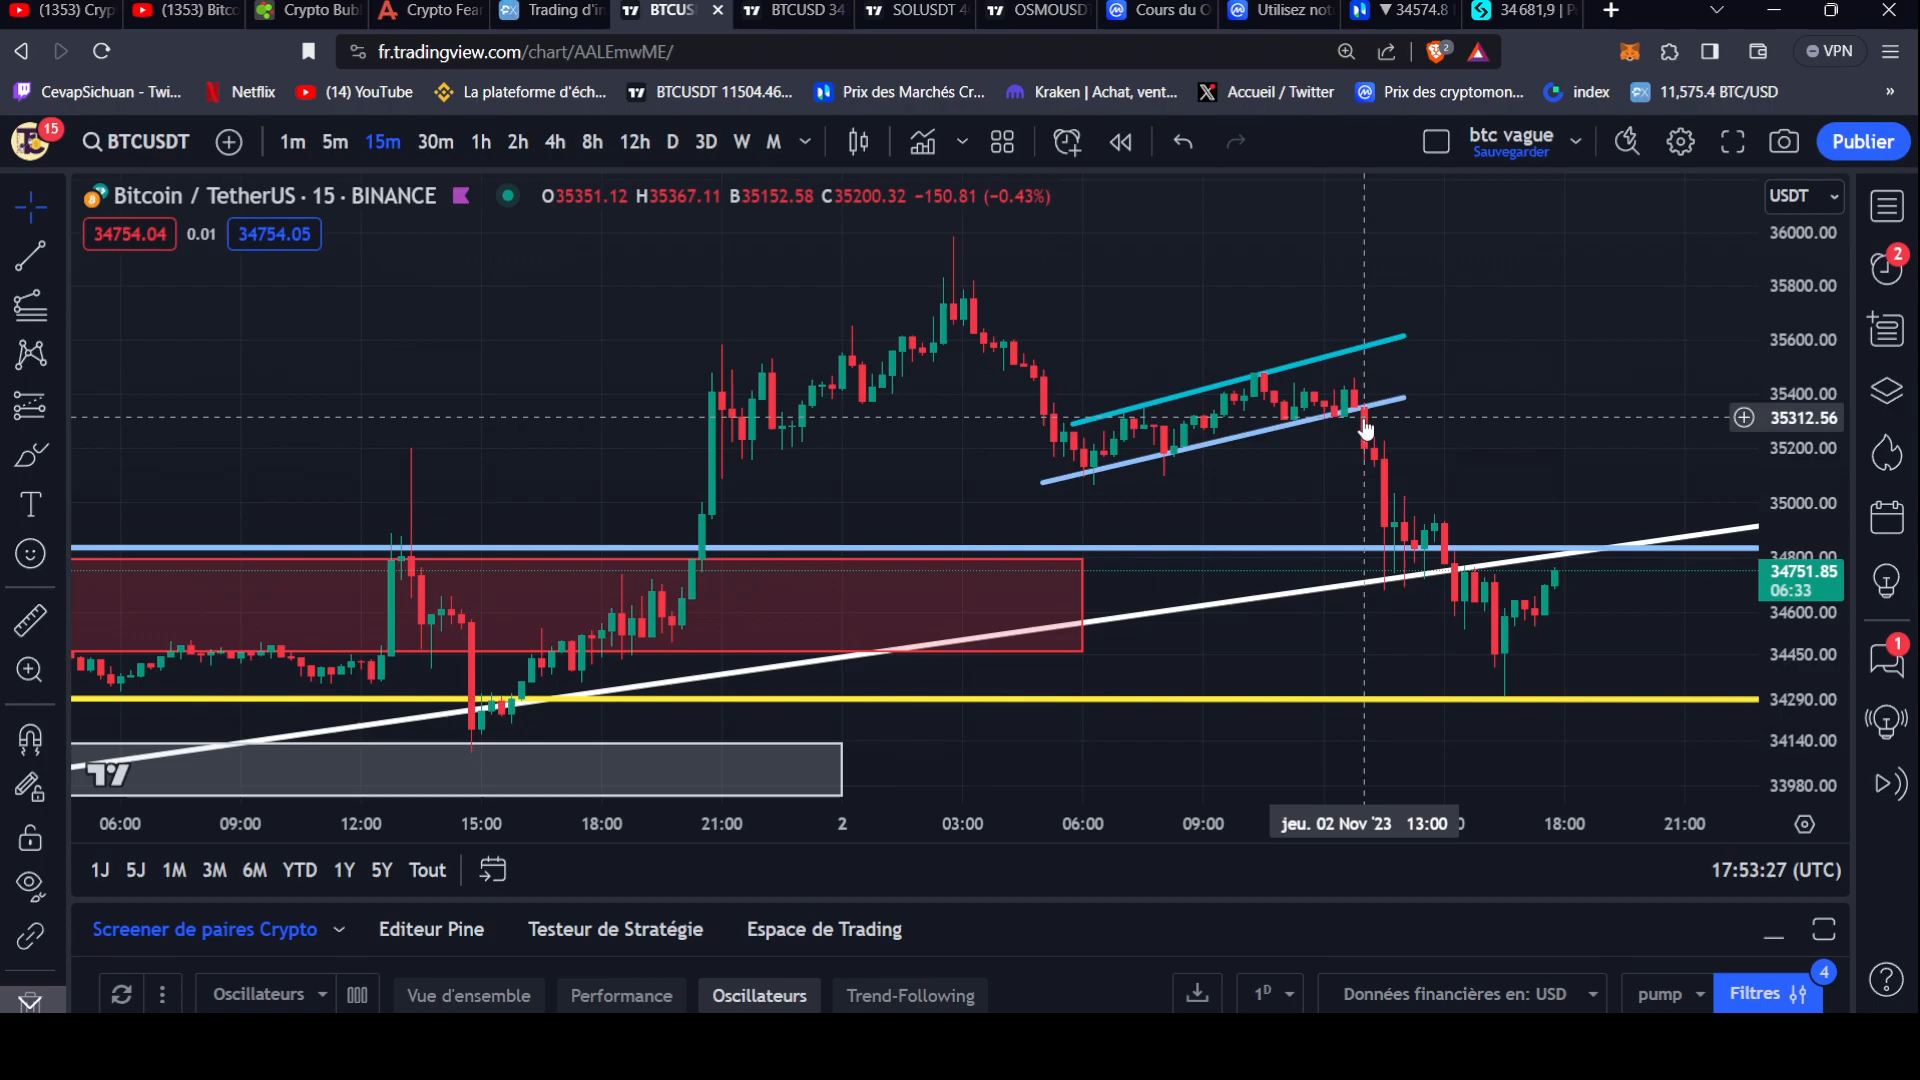 (1353) Cryp
(1353) Bitco
Crypto Bub
Crypto Fea
Trading d'in
BTCUS
BTCUSD 34
SOLUSDT 4
OSMOUSD
Cours du
Utilisez not
▼ 34574.8
34 681,9 | P
fr.tradingview.com/chart/AALEmwME/
2
VPN
CevapSichuan - Twi...
Netflix
(14) YouTube
La plateforme d'éch...
BTCUSDT 11504.46...
Prix des Marchés Cr...
Kraken | Achat, vent...
Accueil / Twitter
Prix des cryptomon...
index
11,575.4 BTC/USD
»
15
BTCUSDT
1m 5m 15m 30m 1h 2h 4h 8h 12h D 3D W M
btc vague
Sauvegarder
Publier
Bitcoin / TetherUS · 15 · BINANCE
O35351.12 H35367.11 B35152.58 C35200.32 −150.81 (−0.43%)
USDT
34754.04 0.01 34754.05
36000.00
35800.00
35600.00
35400.00
35312.56
35200.00
35000.00
34800.00
34751.85
06:33
34600.00
34450.00
34290.00
34140.00
33980.00
2
1
06:00 09:00 12:00 15:00 18:00 21:00 2 03:00 06:00 09:00 jeu. 02 Nov '23 13:00 18:00 21:00
1J 5J 1M 3M 6M YTD 1Y 5Y Tout
17:53:27 (UTC)
Screener de paires Crypto
Editeur Pine
Testeur de Stratégie
Espace de Trading
Oscillateurs
Vue d'ensemble
Performance
Oscillateurs
Trend-Following
1D
Données financières en: USD
pump
Filtres
4